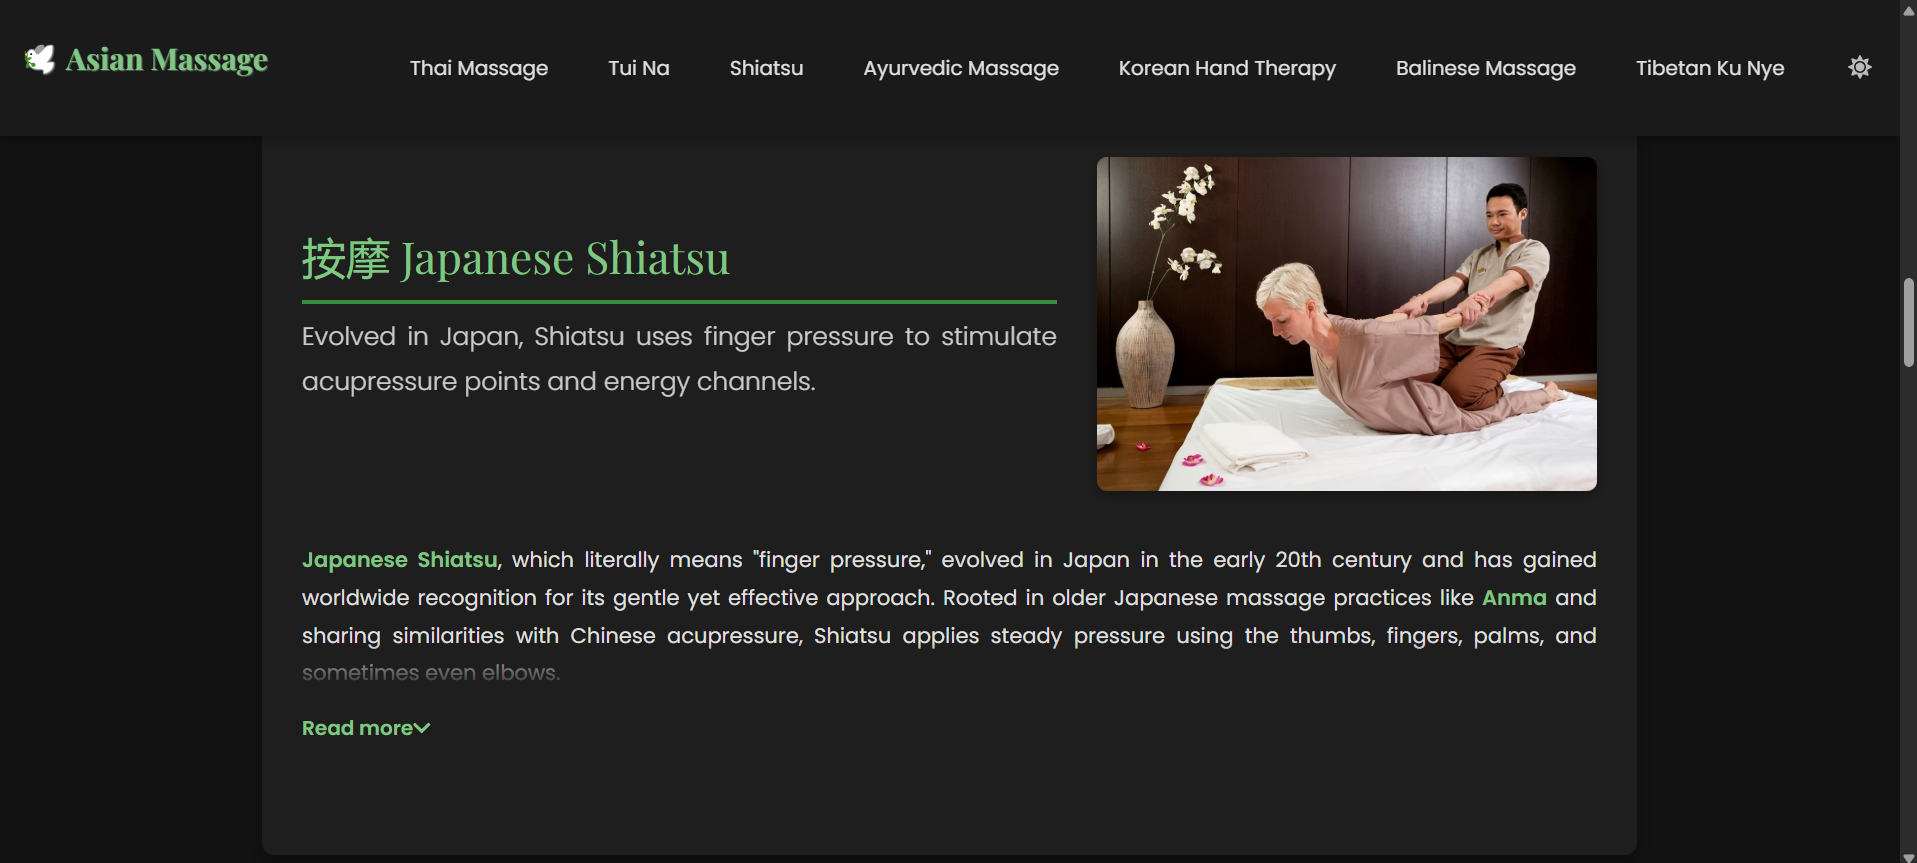 Asian Massage
Thai Massage
Tui Na
Shiatsu
Ayurvedic Massage
Korean Hand Therapy
Balinese Massage
Tibetan Ku Nye
按摩 Japanese Shiatsu
Evolved in Japan, Shiatsu uses finger pressure to stimulate
acupressure points and energy channels.
Japanese Shiatsu, which literally means "finger pressure," evolved in Japan in the early 20th century and has gained
worldwide recognition for its gentle yet effective approach. Rooted in older Japanese massage practices like Anma and
sharing similarities with Chinese acupressure, Shiatsu applies steady pressure using the thumbs, fingers, palms, and
sometimes even elbows.
Read more